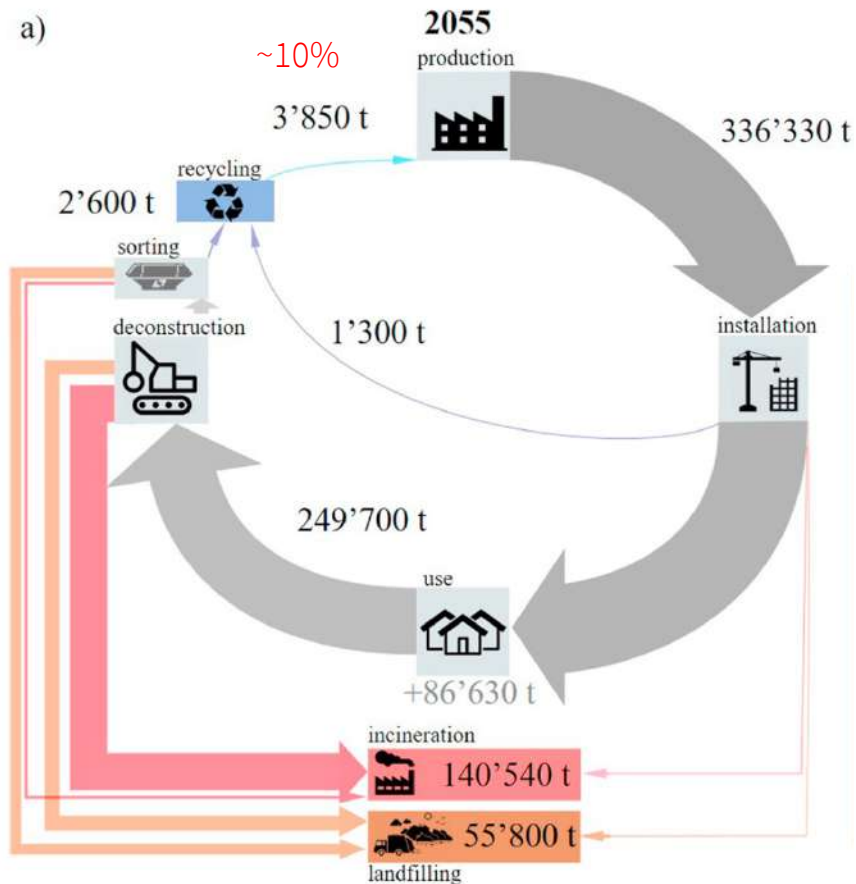 a)
2055
~10%
production
3’850 t
336’330 t
recycling
2’600 t
sorting
deconstruction
1’300 t
installation
249’700 t
use
+86’630 t
incineration
140’540 t
55’800 t
landfilling